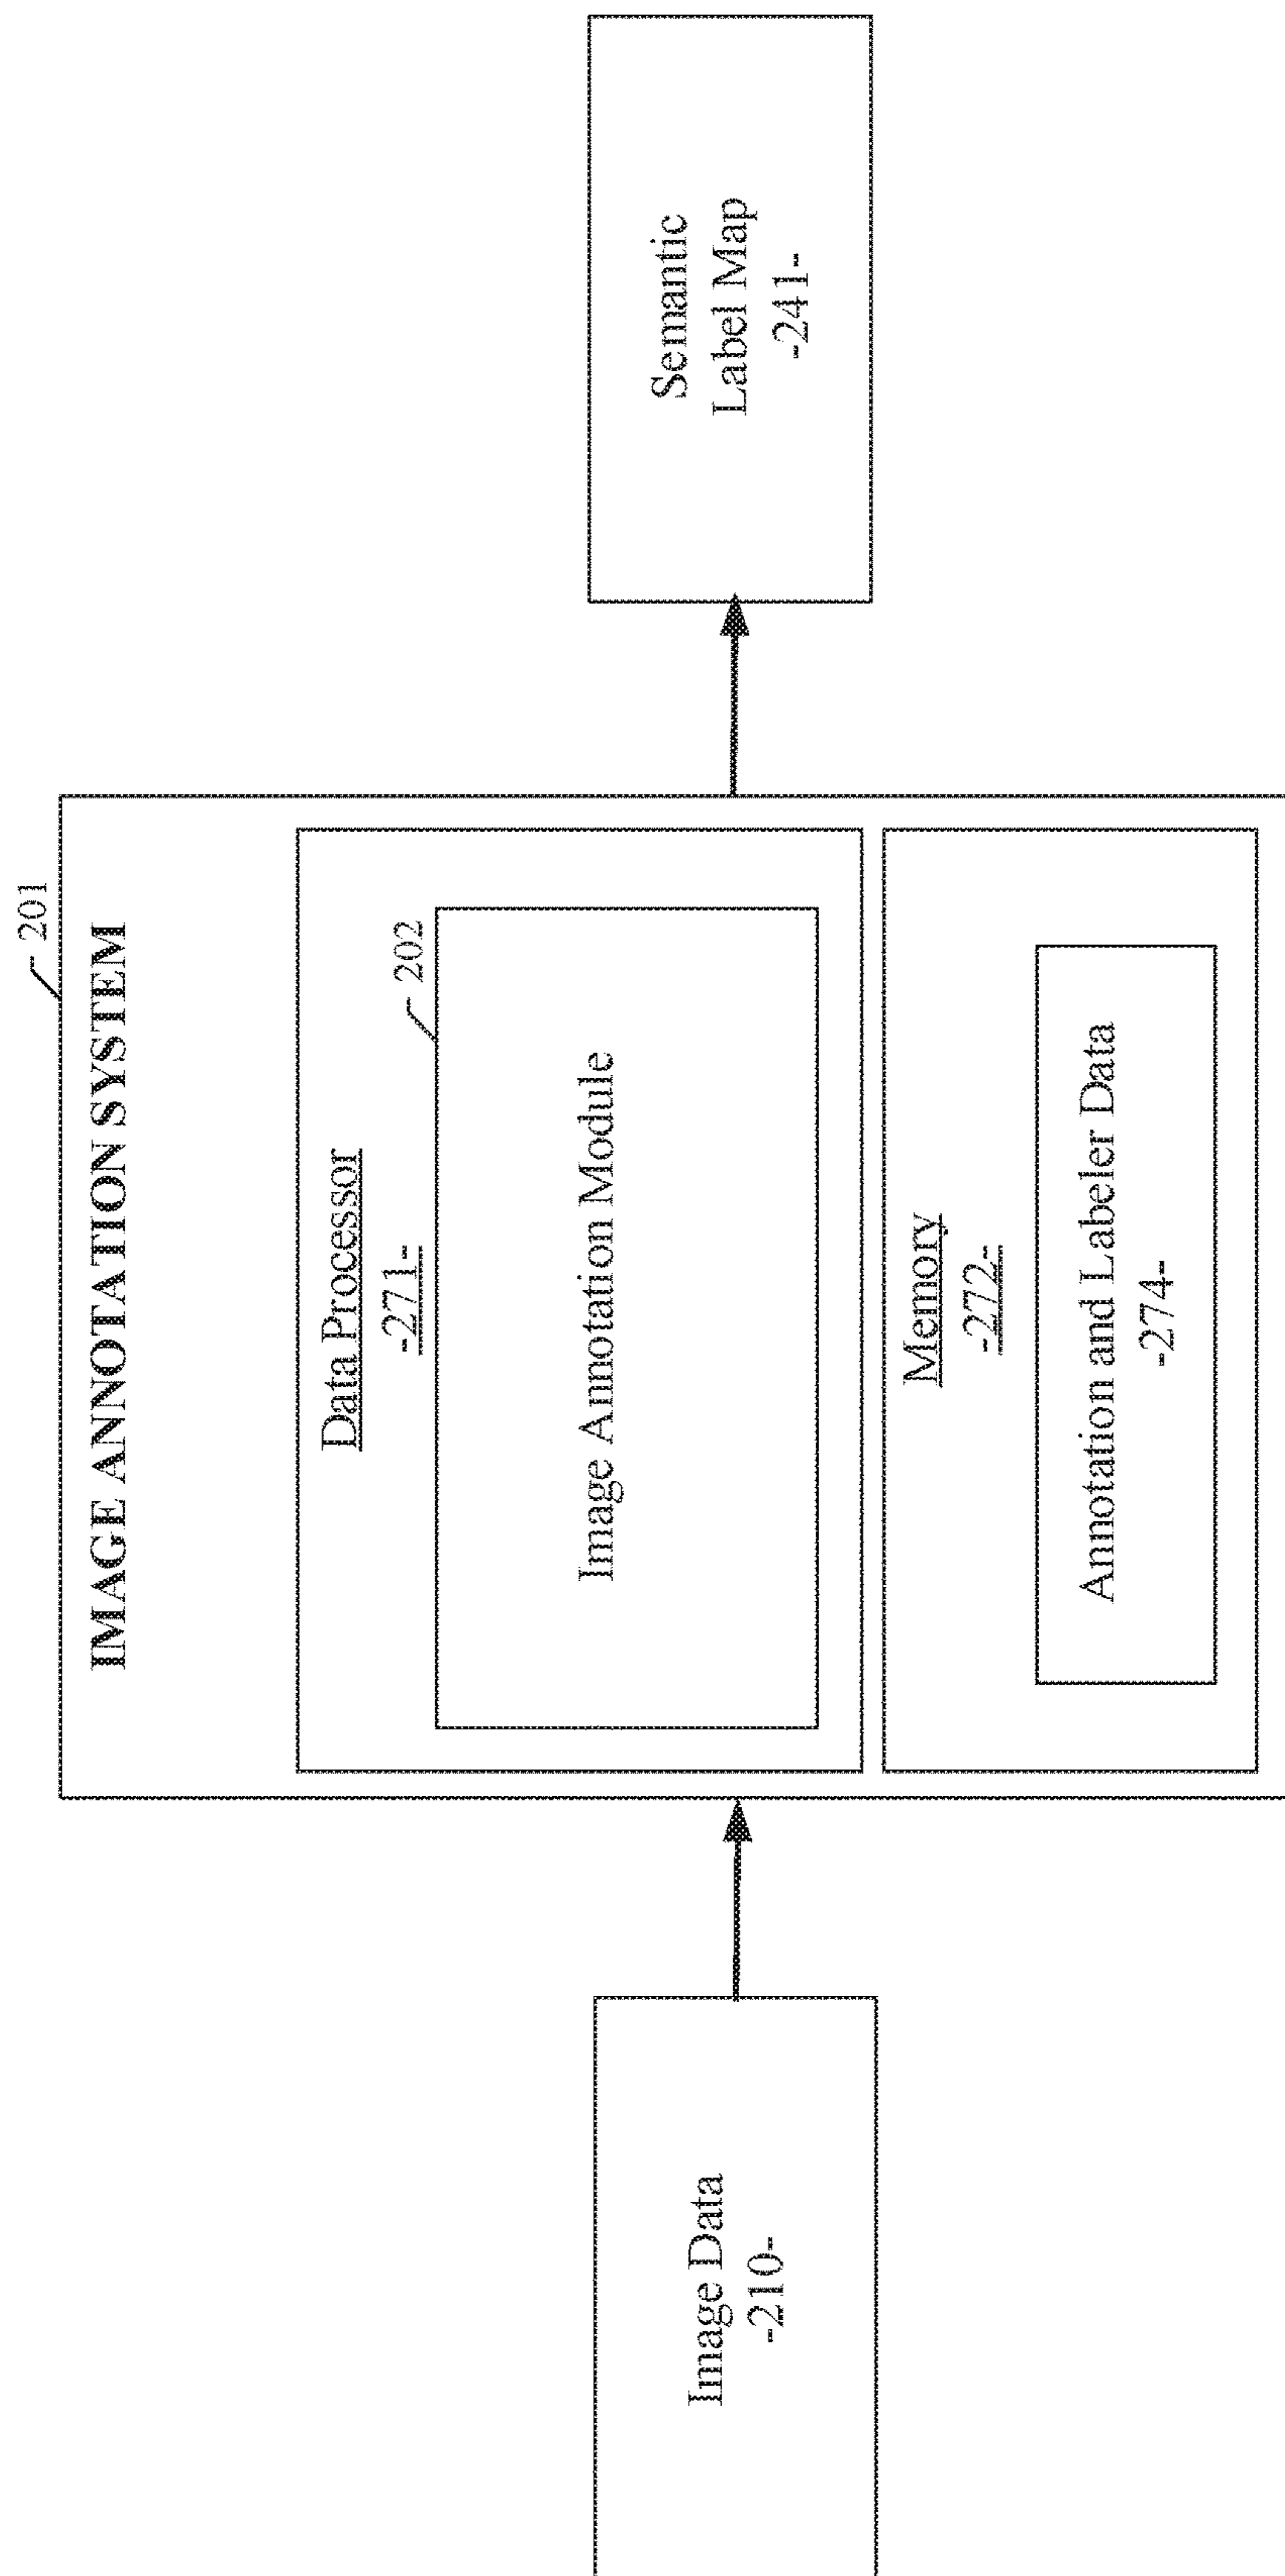 IMAGE ANNOTATION SYSTEM
201
Image Data
-210-
Data Processor
-271-
202
Image Annotation Module
Memory
-272-
Annotation and Labeler Data
-274-
Semantic
Label Map
-241-